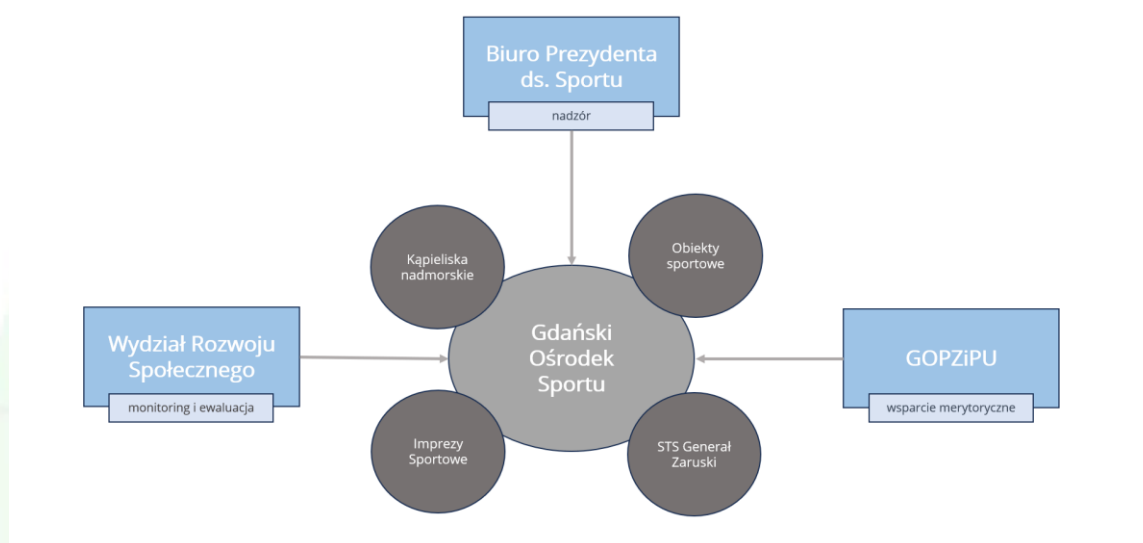 Biuro Prezydenta
ds. Sportu
nadzór
Kąpieliska
nadmorskie
Obiekty
sportowe
Wydział Rozwoju
Społecznego
monitoring i ewaluacja
Gdański
Ośrodek
Sportu
GOPZiPU
wsparcie merytoryczne
Imprezy
Sportowe
STS Generał
Zaruski